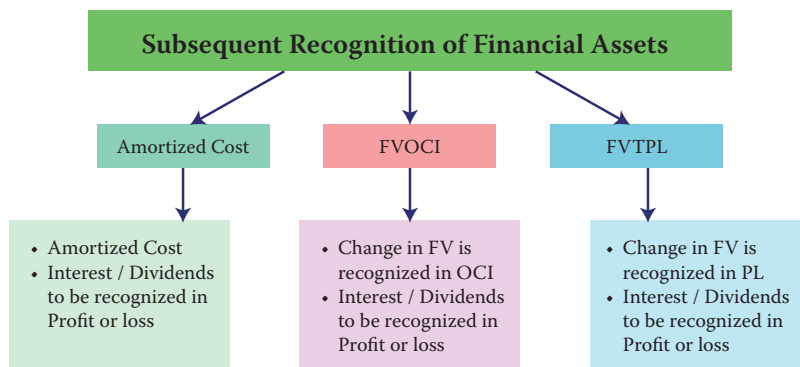 Subsequent Recognition of Financial Assets
Amortized Cost
FVOCI
FVTPL
• Amortized Cost
• Interest / Dividends
to be recognized in
Profit or loss
• Change in FV is
recognized in OCI
• Interest / Dividends
to be recognized in
Profit or loss
• Change in FV is
recognized in PL
• Interest / Dividends
to be recognized in
Profit or loss